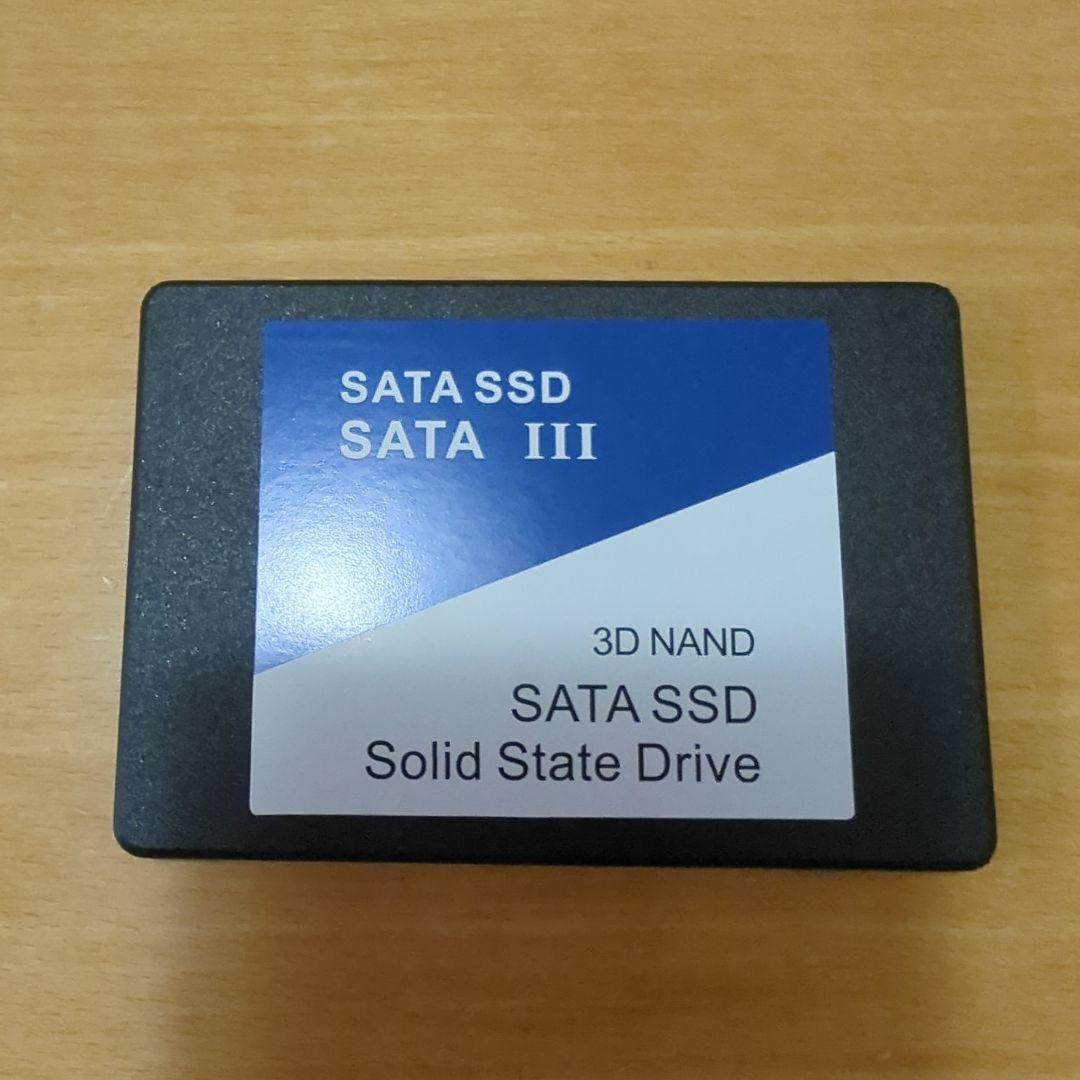 SATA SSD
SATA III
3D NAND
SATA SSD
Solid State Drive